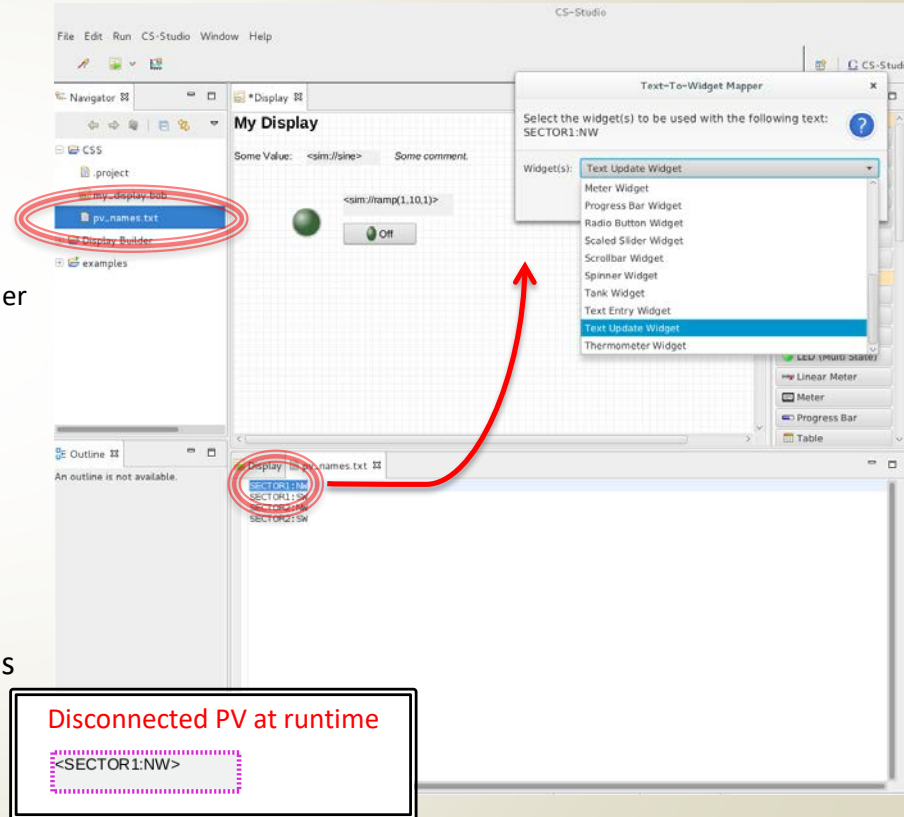 CS-Studio
File Edit Run CS-Studio Window Help
CS-Studi
Navigator
*Display
CSS
.project
my_display.bob
pv_names.txt
Display Builder
examples
My Display
Some Value: <sim://sine> Some comment.
<sim://ramp(1,10,1)>
Off
Text-To-Widget Mapper
Select the widget(s) to be used with the following text:
SECTOR1:NW
Widget(s): Text Update Widget
Meter Widget
Progress Bar Widget
Radio Button Widget
Scaled Slider Widget
Scrollbar Widget
Spinner Widget
Tank Widget
Text Entry Widget
Text Update Widget
Thermometer Widget
LED (Multi State)
Linear Meter
Meter
Progress Bar
Table
er
Outline
An outline is not available.
Display pv_names.txt
SECTOR1:NW
SECTOR1:SW
SECTOR2:NW
SECTOR2:SW
s
Disconnected PV at runtime
<SECTOR1:NW>